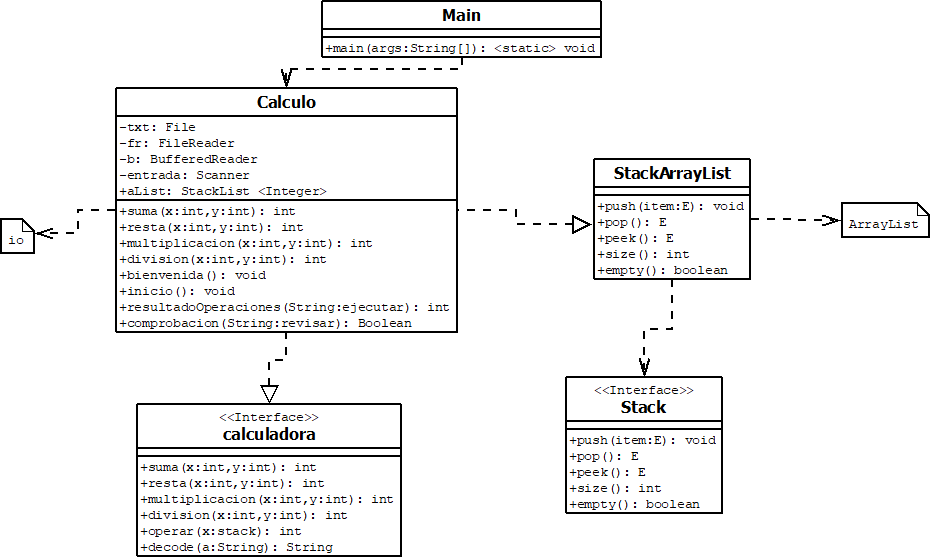 Main
+main(args:String[]): <static> void
Calculo
-txt: File
-fr: FileReader
-b: BufferedReader
-entrada: Scanner
+aList: StackList <Integer>
+suma(x:int,y:int): int
+resta(x:int,y:int): int
+multiplicacion(x:int,y:int): int
+division(x:int,y:int): int
+bienvenida(): void
+inicio(): void
+resultadoOperaciones(String:ejecutar): int
+comprobacion(String:revisar): Boolean
io
StackArrayList
+push(item:E): void
+pop(): E
+peek(): E
+size(): int
+empty(): boolean
ArrayList
<<Interface>>
calculadora
+suma(x:int,y:int): int
+resta(x:int,y:int): int
+multiplicacion(x:int,y:int): int
+division(x:int,y:int): int
+operar(x:stack): int
+decode(a:String): String
<<Interface>>
Stack
+push(item:E): void
+pop(): E
+peek(): E
+size(): int
+empty(): boolean